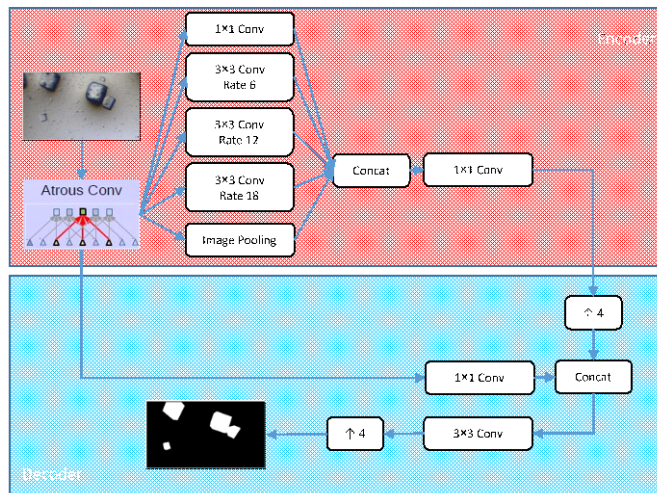 Encoder
1×1 Conv
3×3 Conv
Rate 6
3×3 Conv
Rate 12
3×3 Conv
Rate 18
Image Pooling
Atrous Conv
Concat
1×1 Conv
↑ 4
1×1 Conv
Concat
3×3 Conv
↑ 4
Decoder